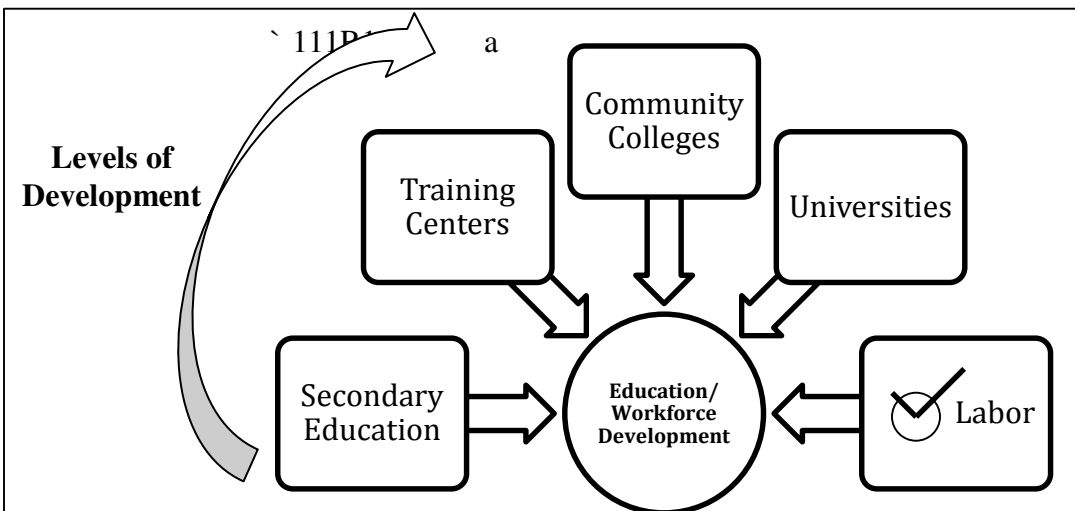 a
Community
Colleges
Levels of
Development
Training
Centers
Universities
Secondary
Education
Education/
Workforce
Development
Labor